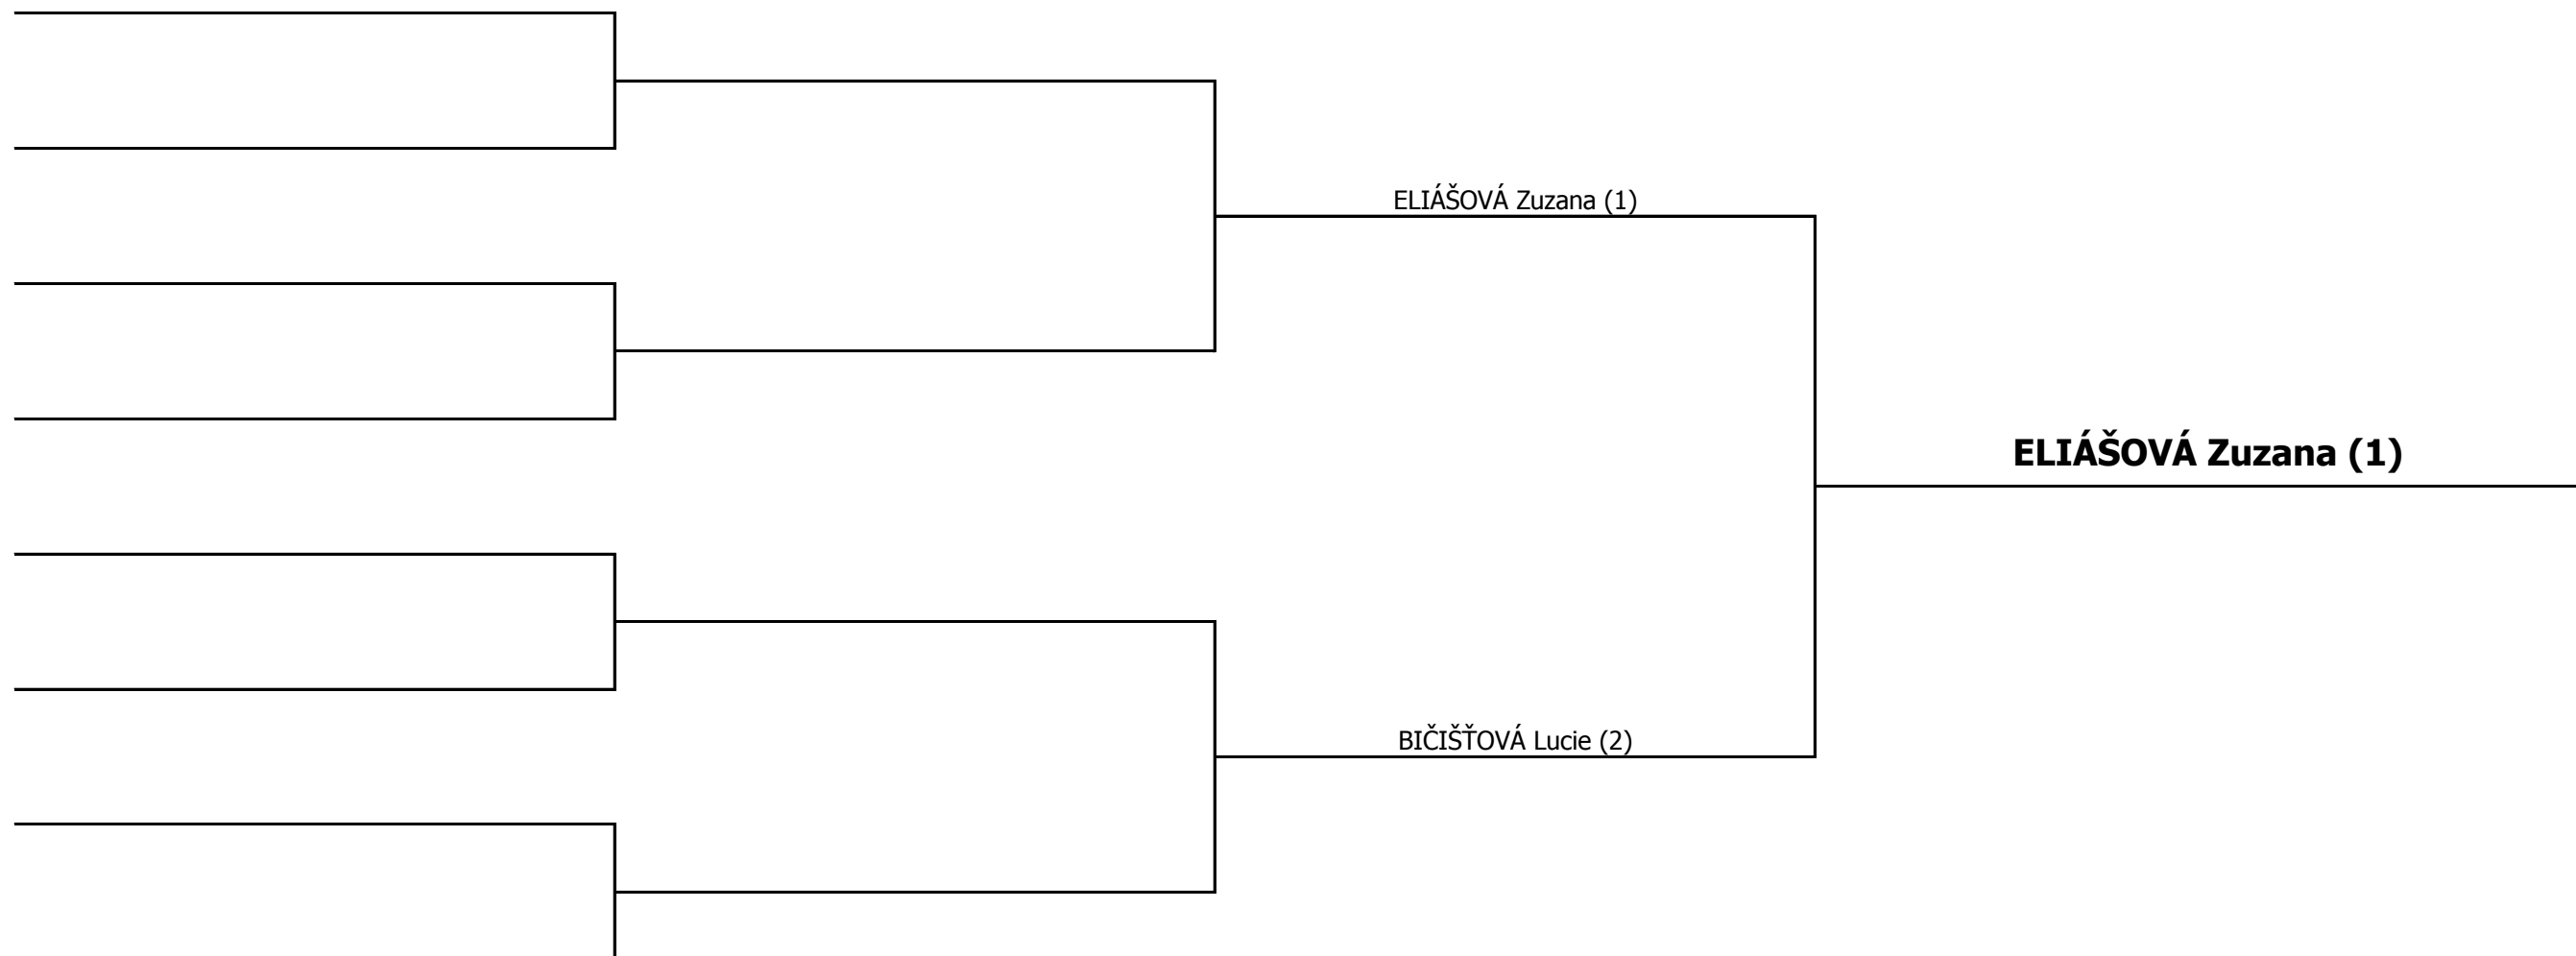 ELIÁŠOVÁ Zuzana (1)
ELIÁŠOVÁ Zuzana (1)
BIČIŠŤOVÁ Lucie (2)